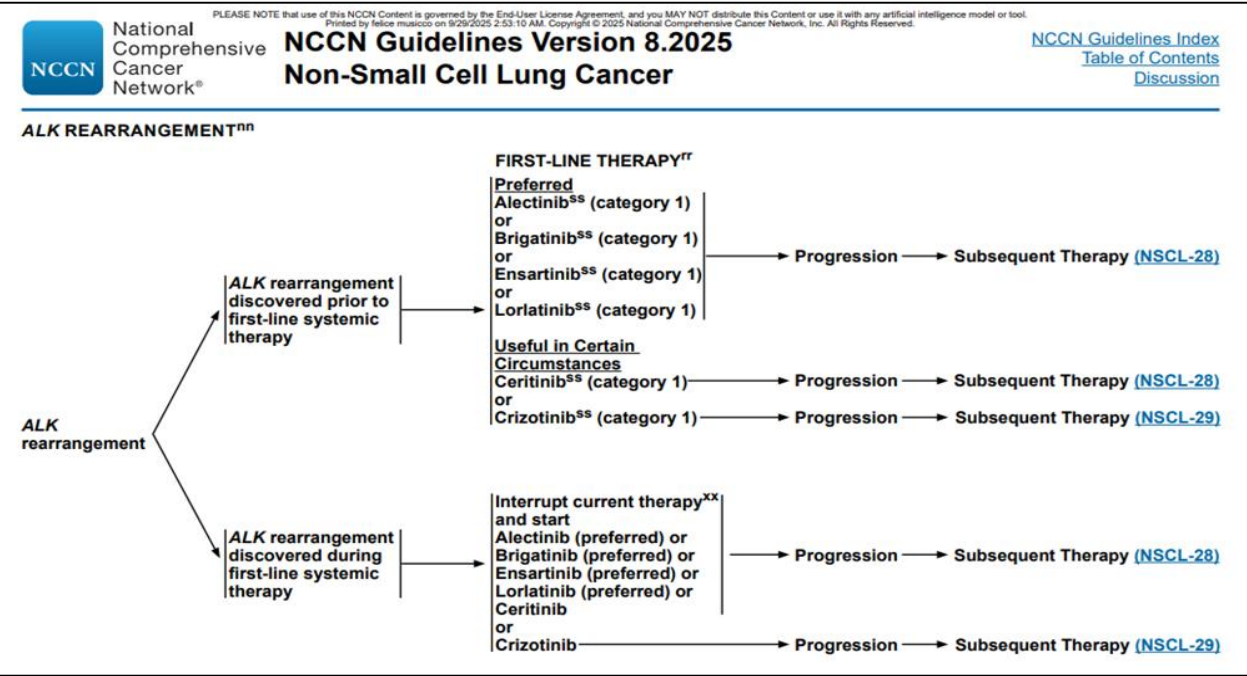 PLEASE NOTE that use of this NCCN Content is governed by the End-User License Agreement, and you MAY NOT distribute this Content or use it with any artificial intelligence model or tool.
Printed by felice musicco on 9/29/2025 2:53:10 AM. Copyright © 2025 National Comprehensive Cancer Network, Inc. All Rights Reserved.
NCCN
National
Comprehensive
Cancer
Network®
NCCN Guidelines Version 8.2025
Non-Small Cell Lung Cancer
NCCN Guidelines Index
Table of Contents
Discussion
ALK REARRANGEMENTnn
FIRST-LINE THERAPYrr
ALK
rearrangement
ALK rearrangement
discovered prior to
first-line systemic
therapy
Preferred
Alectinibss (category 1)
or
Brigatinibss (category 1)
or
Ensartinibss (category 1)
or
Lorlatinibss (category 1)
Progression
Subsequent Therapy (NSCL-28)
Useful in Certain
Circumstances
Ceritinibss (category 1)
Progression
Subsequent Therapy (NSCL-28)
or
Crizotinibss (category 1)
Progression
Subsequent Therapy (NSCL-29)
ALK rearrangement
discovered during
first-line systemic
therapy
Interrupt current therapyxx
and start
Alectinib (preferred) or
Brigatinib (preferred) or
Ensartinib (preferred) or
Lorlatinib (preferred) or
Ceritinib
Progression
Subsequent Therapy (NSCL-28)
or
Crizotinib
Progression
Subsequent Therapy (NSCL-29)